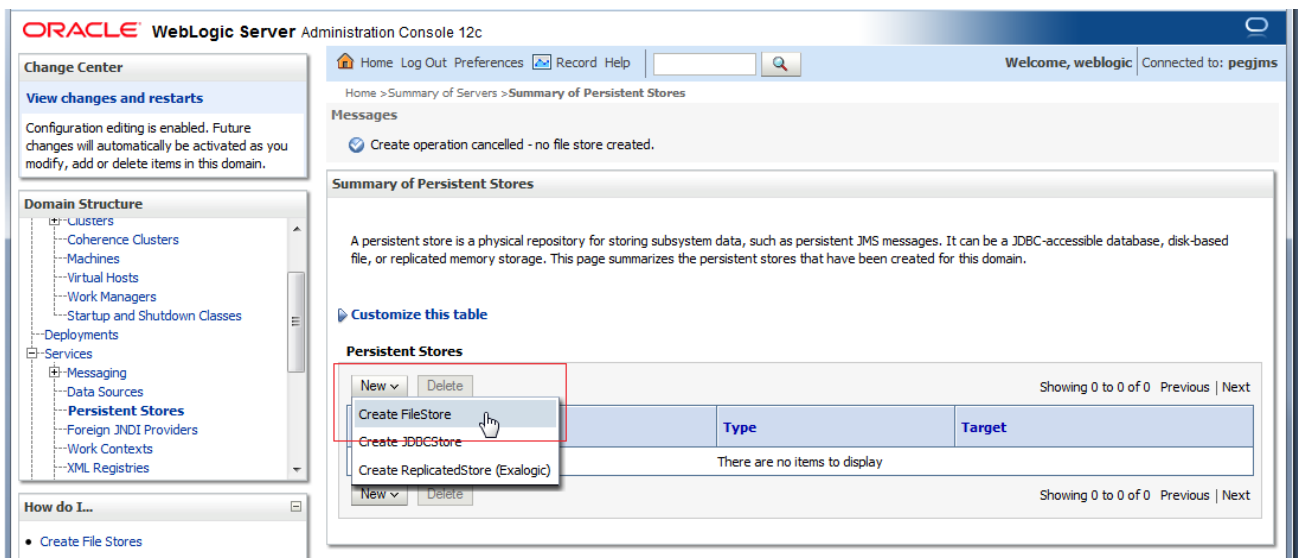 ORACLE WebLogic Server Administration Console 12c
Change Center
View changes and restarts
Configuration editing is enabled. Future
changes will automatically be activated as you
modify, add or delete items in this domain.
Domain Structure
Clusters
Coherence Clusters
Machines
Virtual Hosts
Work Managers
Startup and Shutdown Classes
Deployments
Services
Messaging
Data Sources
Persistent Stores
Foreign JNDI Providers
Work Contexts
XML Registries
How do I...
Create File Stores
Home Log Out Preferences Record Help
Welcome, weblogic Connected to: pegjms
Home >Summary of Servers >Summary of Persistent Stores
Messages
Create operation cancelled - no file store created.
Summary of Persistent Stores
A persistent store is a physical repository for storing subsystem data, such as persistent JMS messages. It can be a JDBC-accessible database, disk-based
file, or replicated memory storage. This page summarizes the persistent stores that have been created for this domain.
Customize this table
Persistent Stores
New Delete
Showing 0 to 0 of 0 Previous | Next
Create FileStore
Create JDBCStore
Create ReplicatedStore (Exalogic)
Type Target
There are no items to display
New Delete
Showing 0 to 0 of 0 Previous | Next